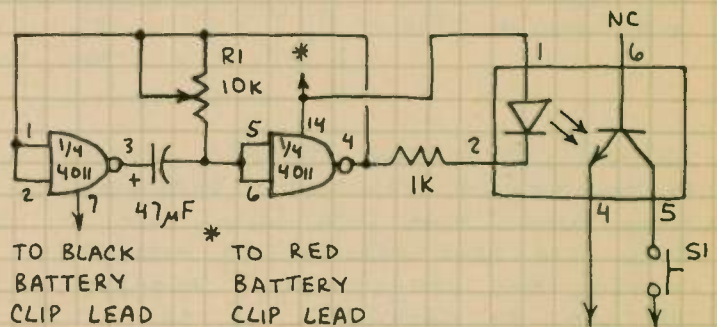 NC
*
R1
10K
1
6
1
2
1/4
4011
3
+
7
47µF
5
6
14
1/4
4011
4
1K
2
4
5
S1
TO BLACK
BATTERY
CLIP LEAD
* TO RED
BATTERY
CLIP LEAD